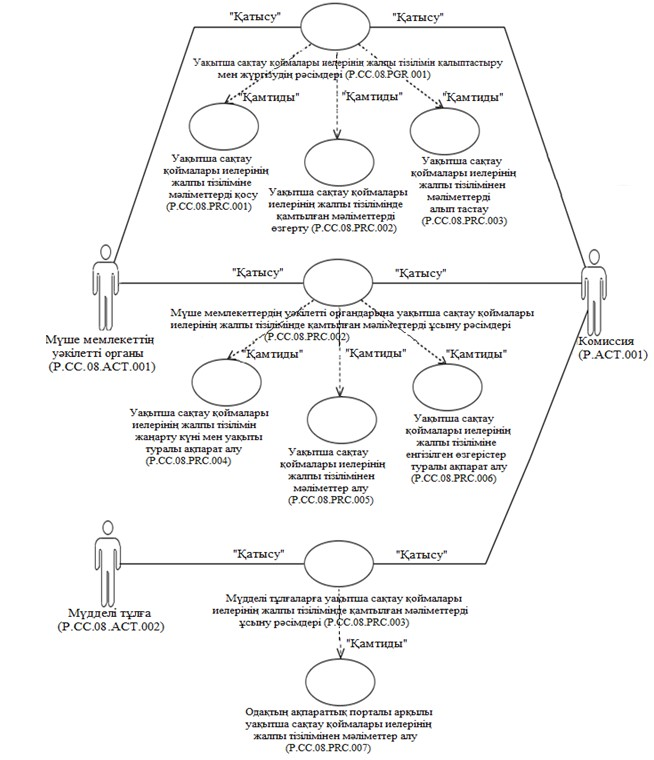 "Қатысу" "Қатысу"
Уақытша сақтау қоймалары иелерінің жалпы тізілімін қалыптастыру
мен жүргізудің рәсімдері (P.CC.08.PGR.001)
"Қамтиды" "Қамтиды" "Қамтиды"
Уақытша сақтау
қоймалары иелерінің
жалпы тізіліміне
мәліметтерді қосу
(P.CC.08.PRC.001)
Уақытша сақтау қоймалары
иелерінің жалпы тізілімінде
қамтылған мәліметтерді
өзгерту (P.CC.08.PRC.002)
Уақытша сақтау
қоймалары иелерінің
жалпы тізілімінен
мәліметтерді
алып тастау
(P.CC.08.PRC.003)
"Қатысу" "Қатысу"
Мүше мемлекеттің
уәкілетті органы
(P.CC.08.ACT.001)
Комиссия
(P.ACT.001)
Мүше мемлекеттердің уәкілетті органдарына уақытша сақтау қоймалары
иелерінің жалпы тізілімінде қамтылған мәліметтерді ұсыну рәсімдері
(P.CC.08.PRC.002)
"Қамтиды" "Қамтиды" "Қамтиды"
Уақытша сақтау қоймалары
иелерінің жалпы тізілімін
жаңарту күні мен уақыты
туралы ақпарат алу
(P.CC.08.PRC.004)
Уақытша сақтау
қоймалары иелерінің
жалпы тізілімінен
мәліметтер алу
(P.CC.08.PRC.005)
Уақытша сақтау
қоймалары иелерінің
жалпы тізіліміне
енгізілген өзгерістер
туралы ақпарат алу
(P.CC.08.PRC.006)
"Қатысу" "Қатысу"
Мүдделі тұлға
(P.CC.08.ACT.002)
Мүдделі тұлғаларға уақытша сақтау қоймалары
иелерінің жалпы тізілімінде қамтылған мәліметтерді
ұсыну рәсімдері (P.CC.08.PRC.003)
"Қамтиды"
Одақтың ақпараттық порталы арқылы
уақытша сақтау қоймалары иелерінің
жалпы тізілімінен мәліметтер алу
(P.CC.08.PRC.007)